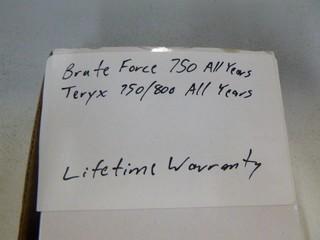 Brute Force 750 All Years
Teryx 750/800 All Years
Lifetime Warranty